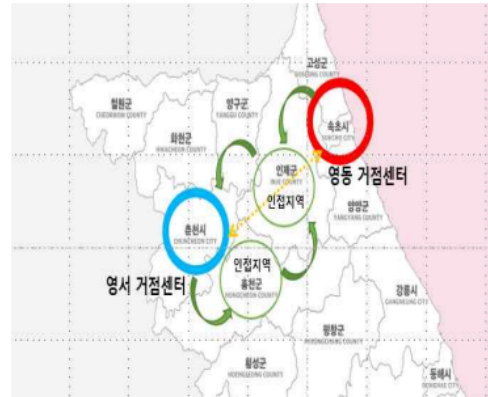 고성군
GOSEONG COUNTY
철원군
CHEORWON COUNTY
양구군
YANGGU COUNTY
속초시
SOKCHO CITY
화천군
HWACHEON COUNTY
인제군
INJE COUNTY
영동 거점센터
인접지역
양양군
YANGYANG COUNTY
춘천시
CHUNCHEON CITY
인접지역
영서 거점센터
홍천군
HONGCHEON COUNTY
강릉시
GANGNEUNG CITY
평창군
PYEONGCHANG COUNTY
횡성군
HOENGSEONG COUNTY
동해시
DONGHAE CITY